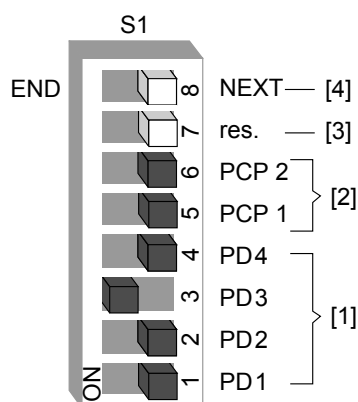 S1
END 8 NEXT [4]
7 res. [3]
6 PCP 2
[2]
5 PCP 1
4 PD4
3 PD3
[1]
2 PD2
ON 1 PD1